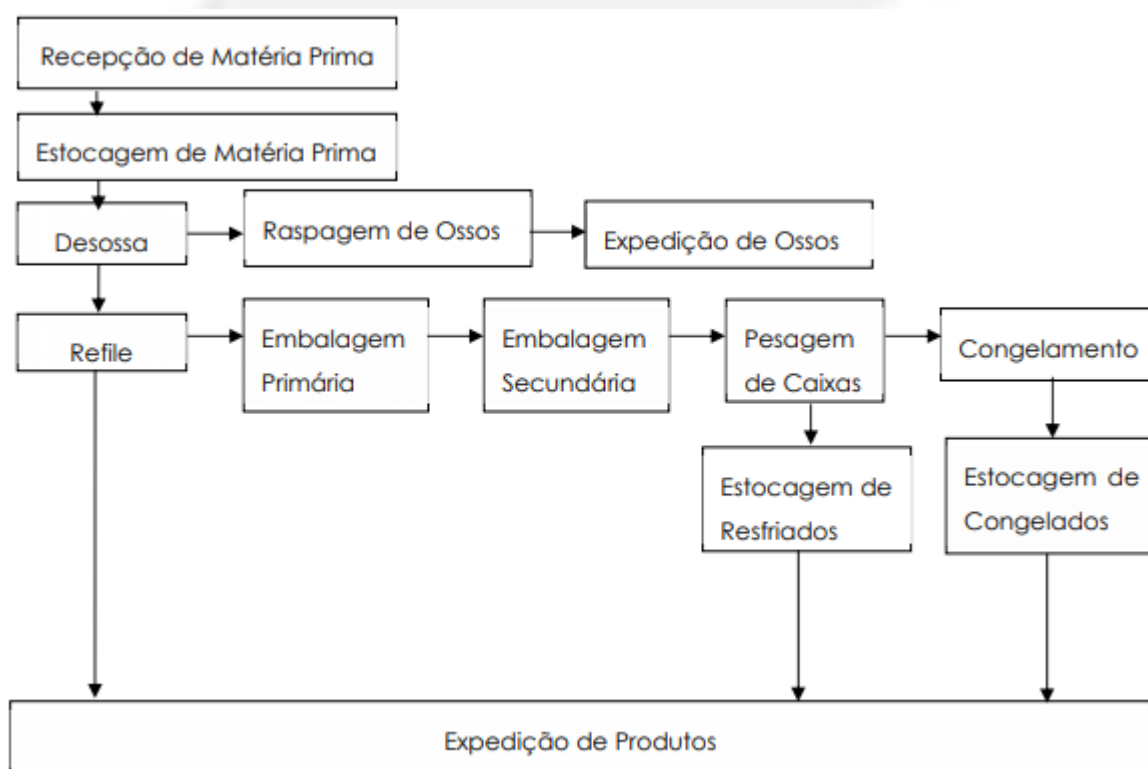 Recepção de Matéria Prima
Estocagem de Matéria Prima
Desossa
Raspagem de Ossos
Expedição de Ossos
Refile
Embalagem
Primária
Embalagem
Secundária
Pesagem
de Caixas
Congelamento
Estocagem de
Resfriados
Estocagem de
Congelados
Expedição de Produtos